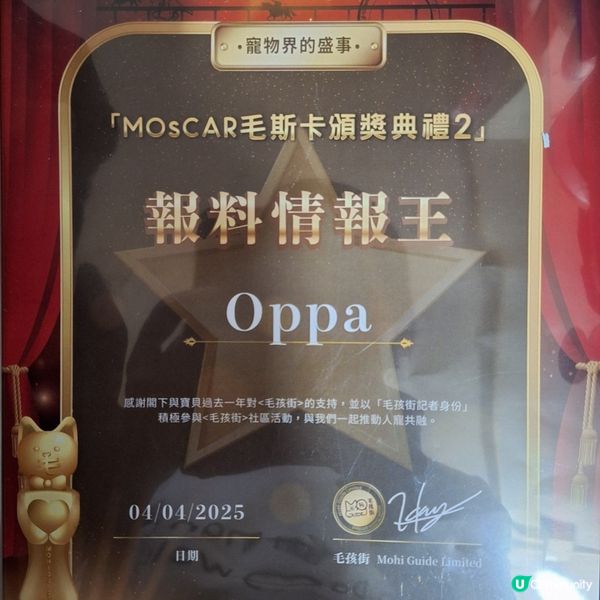 寵物界的盛事
「MOsCAR毛斯卡頒獎典禮2」
報料情報王
Oppa
感謝閣下與寶貝過去一年對<毛孩街>的支持，並以「毛孩街記者身份」
積極參與<毛孩街>社區活動，與我們一起推動人寵共融。
04/04/2025
日期
毛孩街 Mohi Guide Limited
U Community